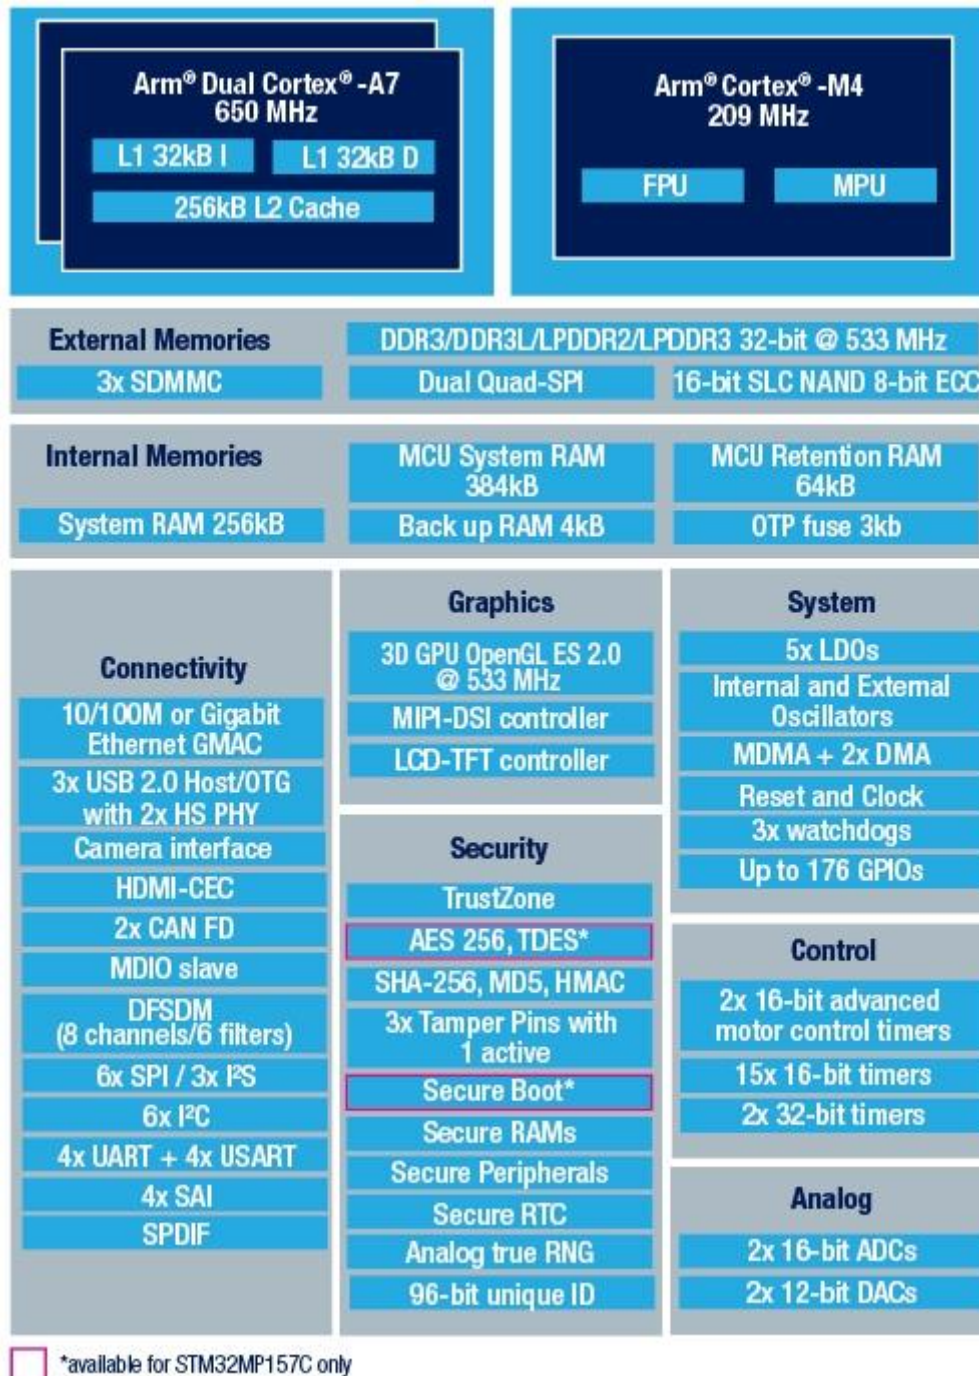 Arm® Dual Cortex® -A7
650 MHz
L1 32kB I
L1 32kB D
256kB L2 Cache
Arm® Cortex® -M4
209 MHz
FPU
MPU
External Memories
DDR3/DDR3L/LPDDR2/LPDDR3 32-bit @ 533 MHz
3x SDMMC
Dual Quad-SPI
16-bit SLC NAND 8-bit ECC
Internal Memories
MCU System RAM
384kB
MCU Retention RAM
64kB
System RAM 256kB
Back up RAM 4kB
OTP fuse 3kb
Connectivity
10/100M or Gigabit
Ethernet GMAC
3x USB 2.0 Host/OTG
with 2x HS PHY
Camera interface
HDMI-CEC
2x CAN FD
MDIO slave
DFSDM
(8 channels/6 filters)
6x SPI / 3x I²S
6x I²C
4x UART + 4x USART
4x SAI
SPDIF
Graphics
3D GPU OpenGL ES 2.0
@ 533 MHz
MIPI-DSI controller
LCD-TFT controller
Security
TrustZone
AES 256, TDES*
SHA-256, MD5, HMAC
3x Tamper Pins with
1 active
Secure Boot*
Secure RAMs
Secure Peripherals
Secure RTC
Analog true RNG
96-bit unique ID
System
5x LDOs
Internal and External
Oscillators
MDMA + 2x DMA
Reset and Clock
3x watchdogs
Up to 176 GPIOs
Control
2x 16-bit advanced
motor control timers
15x 16-bit timers
2x 32-bit timers
Analog
2x 16-bit ADCs
2x 12-bit DACs
*available for STM32MP157C only